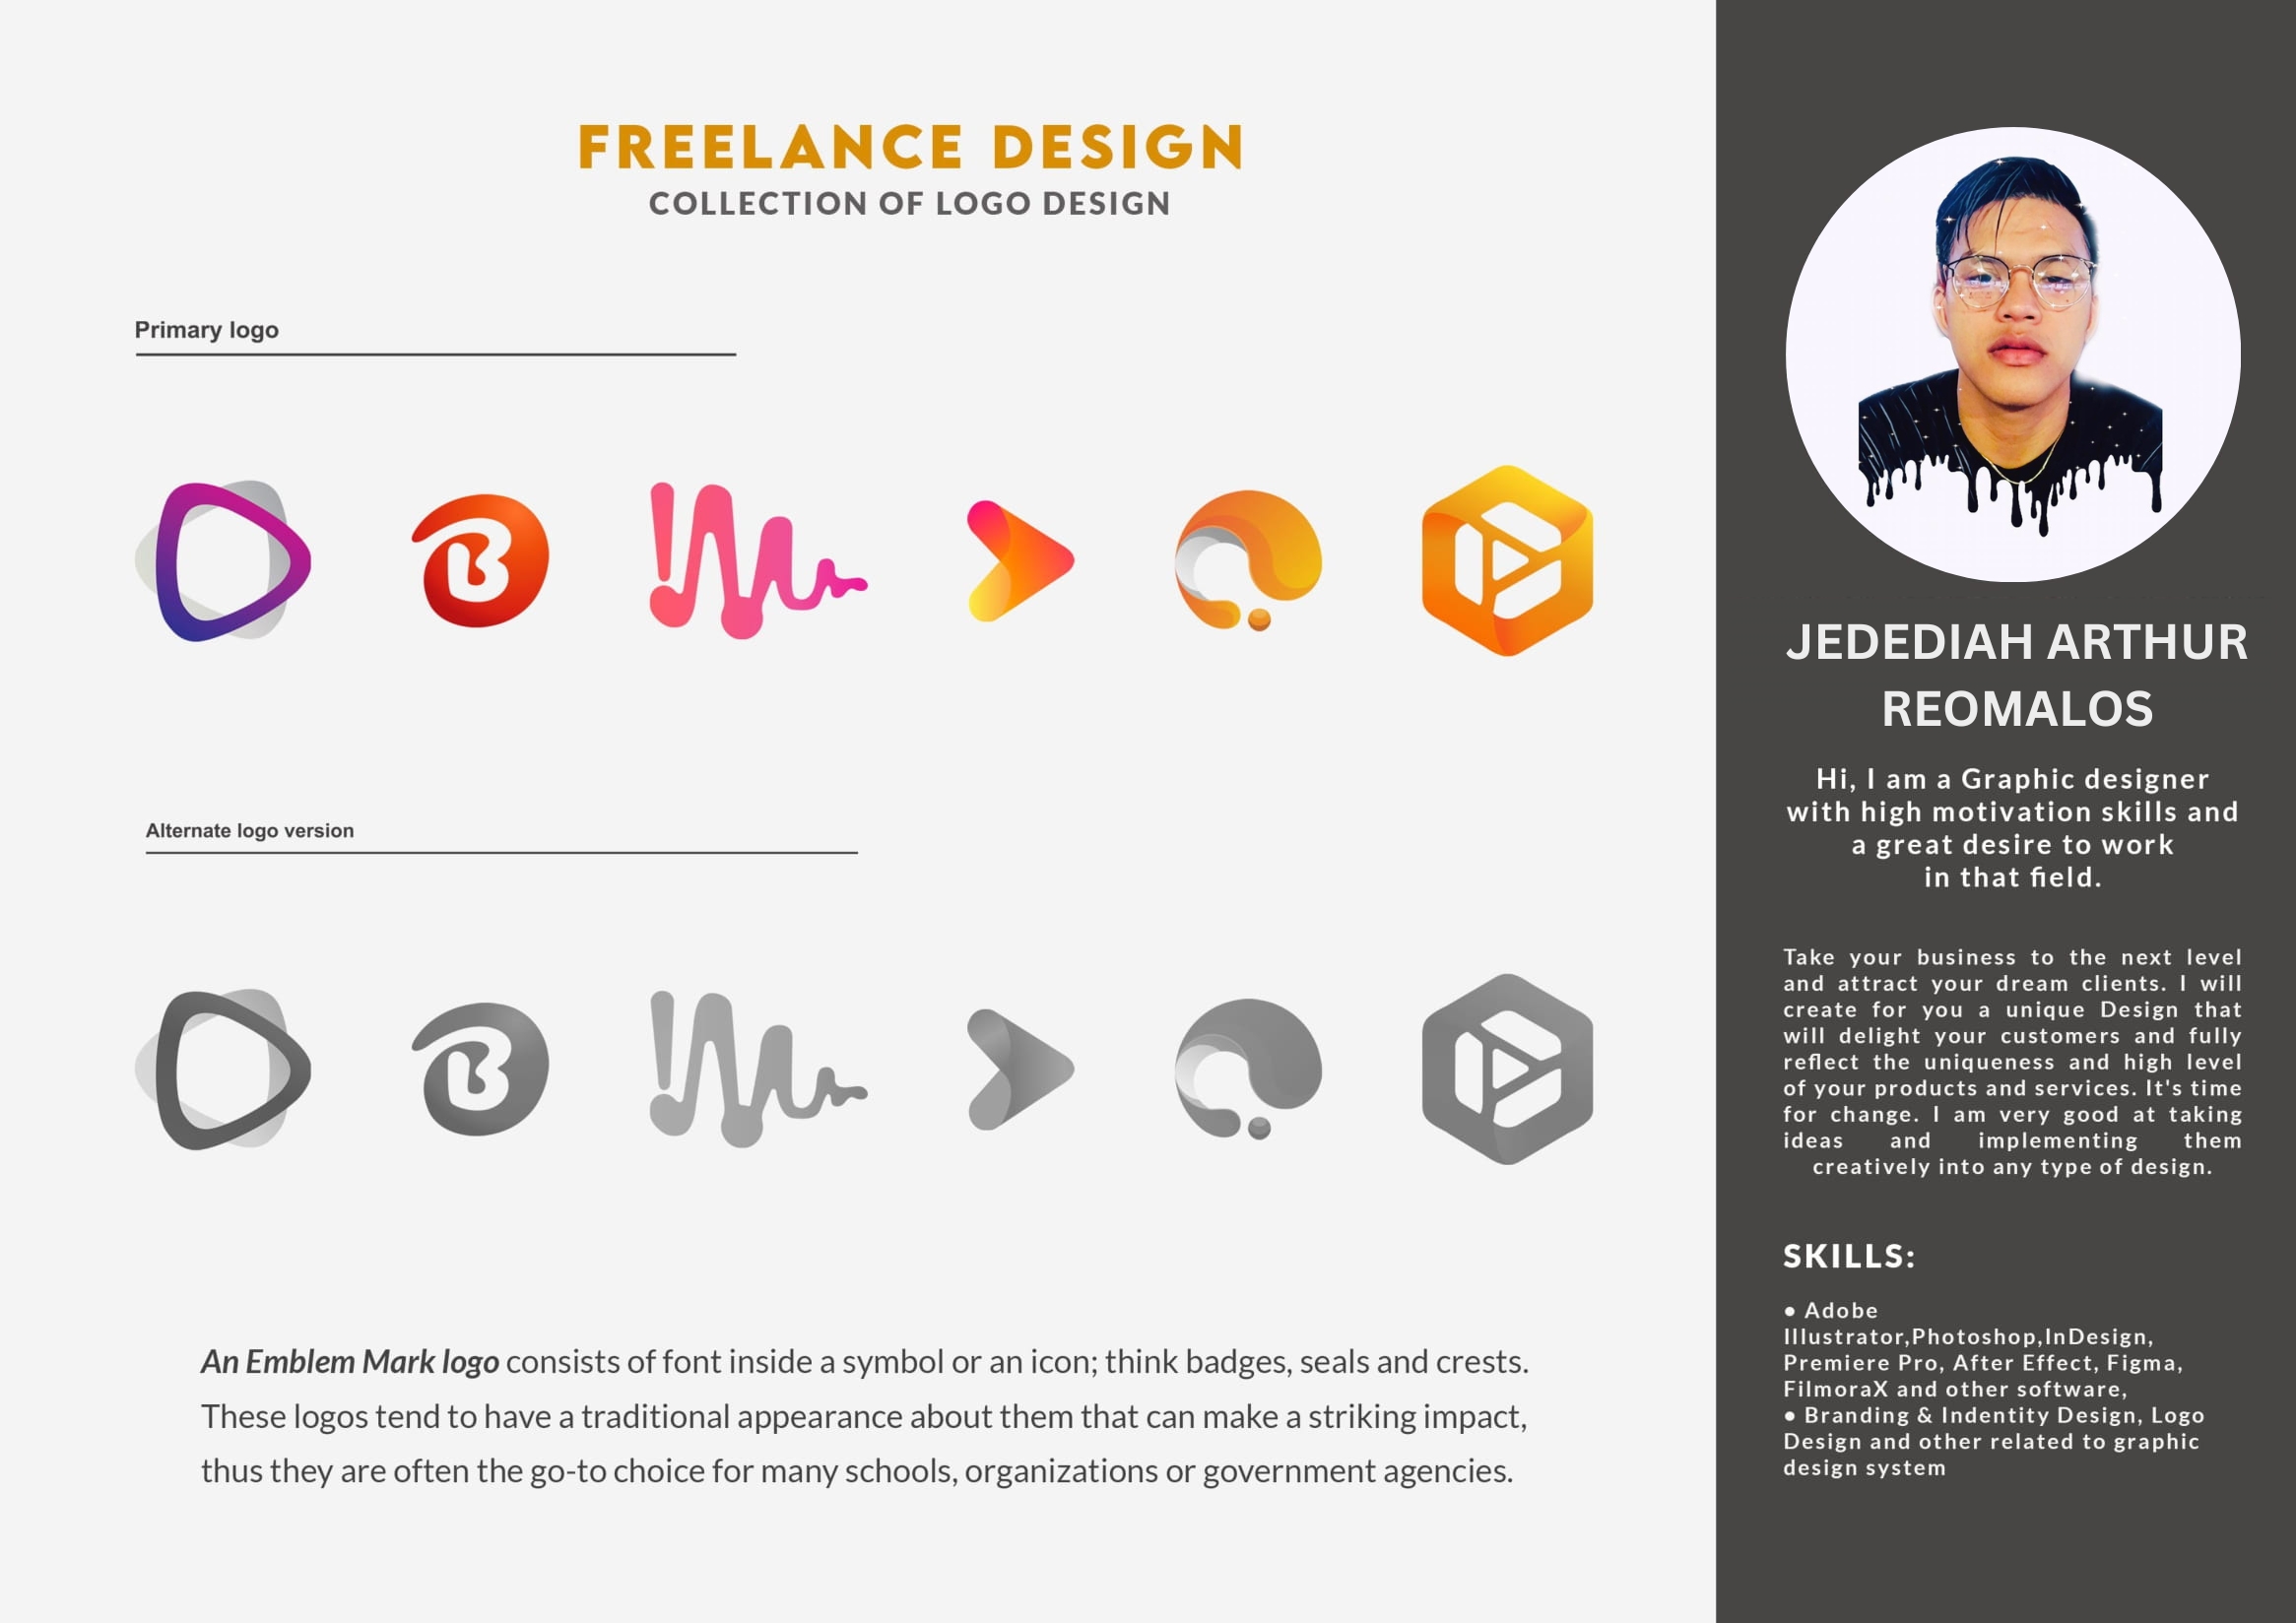 FREELANCE DESIGN
COLLECTION OF LOGO DESIGN
Primary logo
B
Alternate logo version
B
An Emblem Mark logo consists of font inside a symbol or an icon; think badges, seals and crests.
These logos tend to have a traditional appearance about them that can make a striking impact,
thus they are often the go-to choice for many schools, organizations or government agencies.
JEDEDIAH ARTHUR
REOMALOS
Hi, I am a Graphic designer
with high motivation skills and
a great desire to work
in that field.
Take your business to the next level
and attract your dream clients. I will
create for you a unique Design that
will delight your customers and fully
reflect the uniqueness and high level
of your products and services. It's time
for change. I am very good at taking
ideas and implementing them
creatively into any type of design.
SKILLS:
● Adobe
Illustrator,Photoshop,InDesign,
Premiere Pro, After Effect, Figma,
FilmoraX and other software,
● Branding & Indentity Design, Logo
Design and other related to graphic
design system